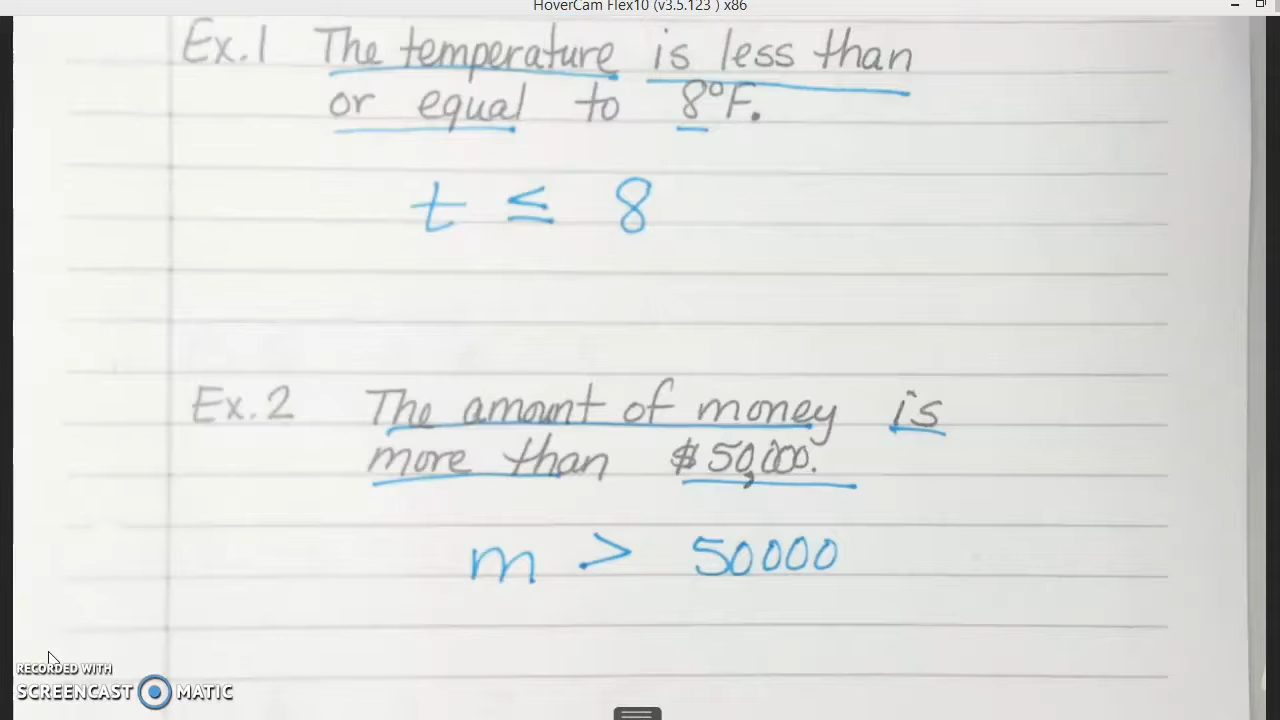 HoverCam Flex10 (v3.5.123 ) x86
Ex.1 The temperature is less than
or equal to 8°F.
t ≤ 8
Ex.2 The amount of money is
more than $50,000.
m > 50000
RECORDED WITH
SCREENCAST MATIC